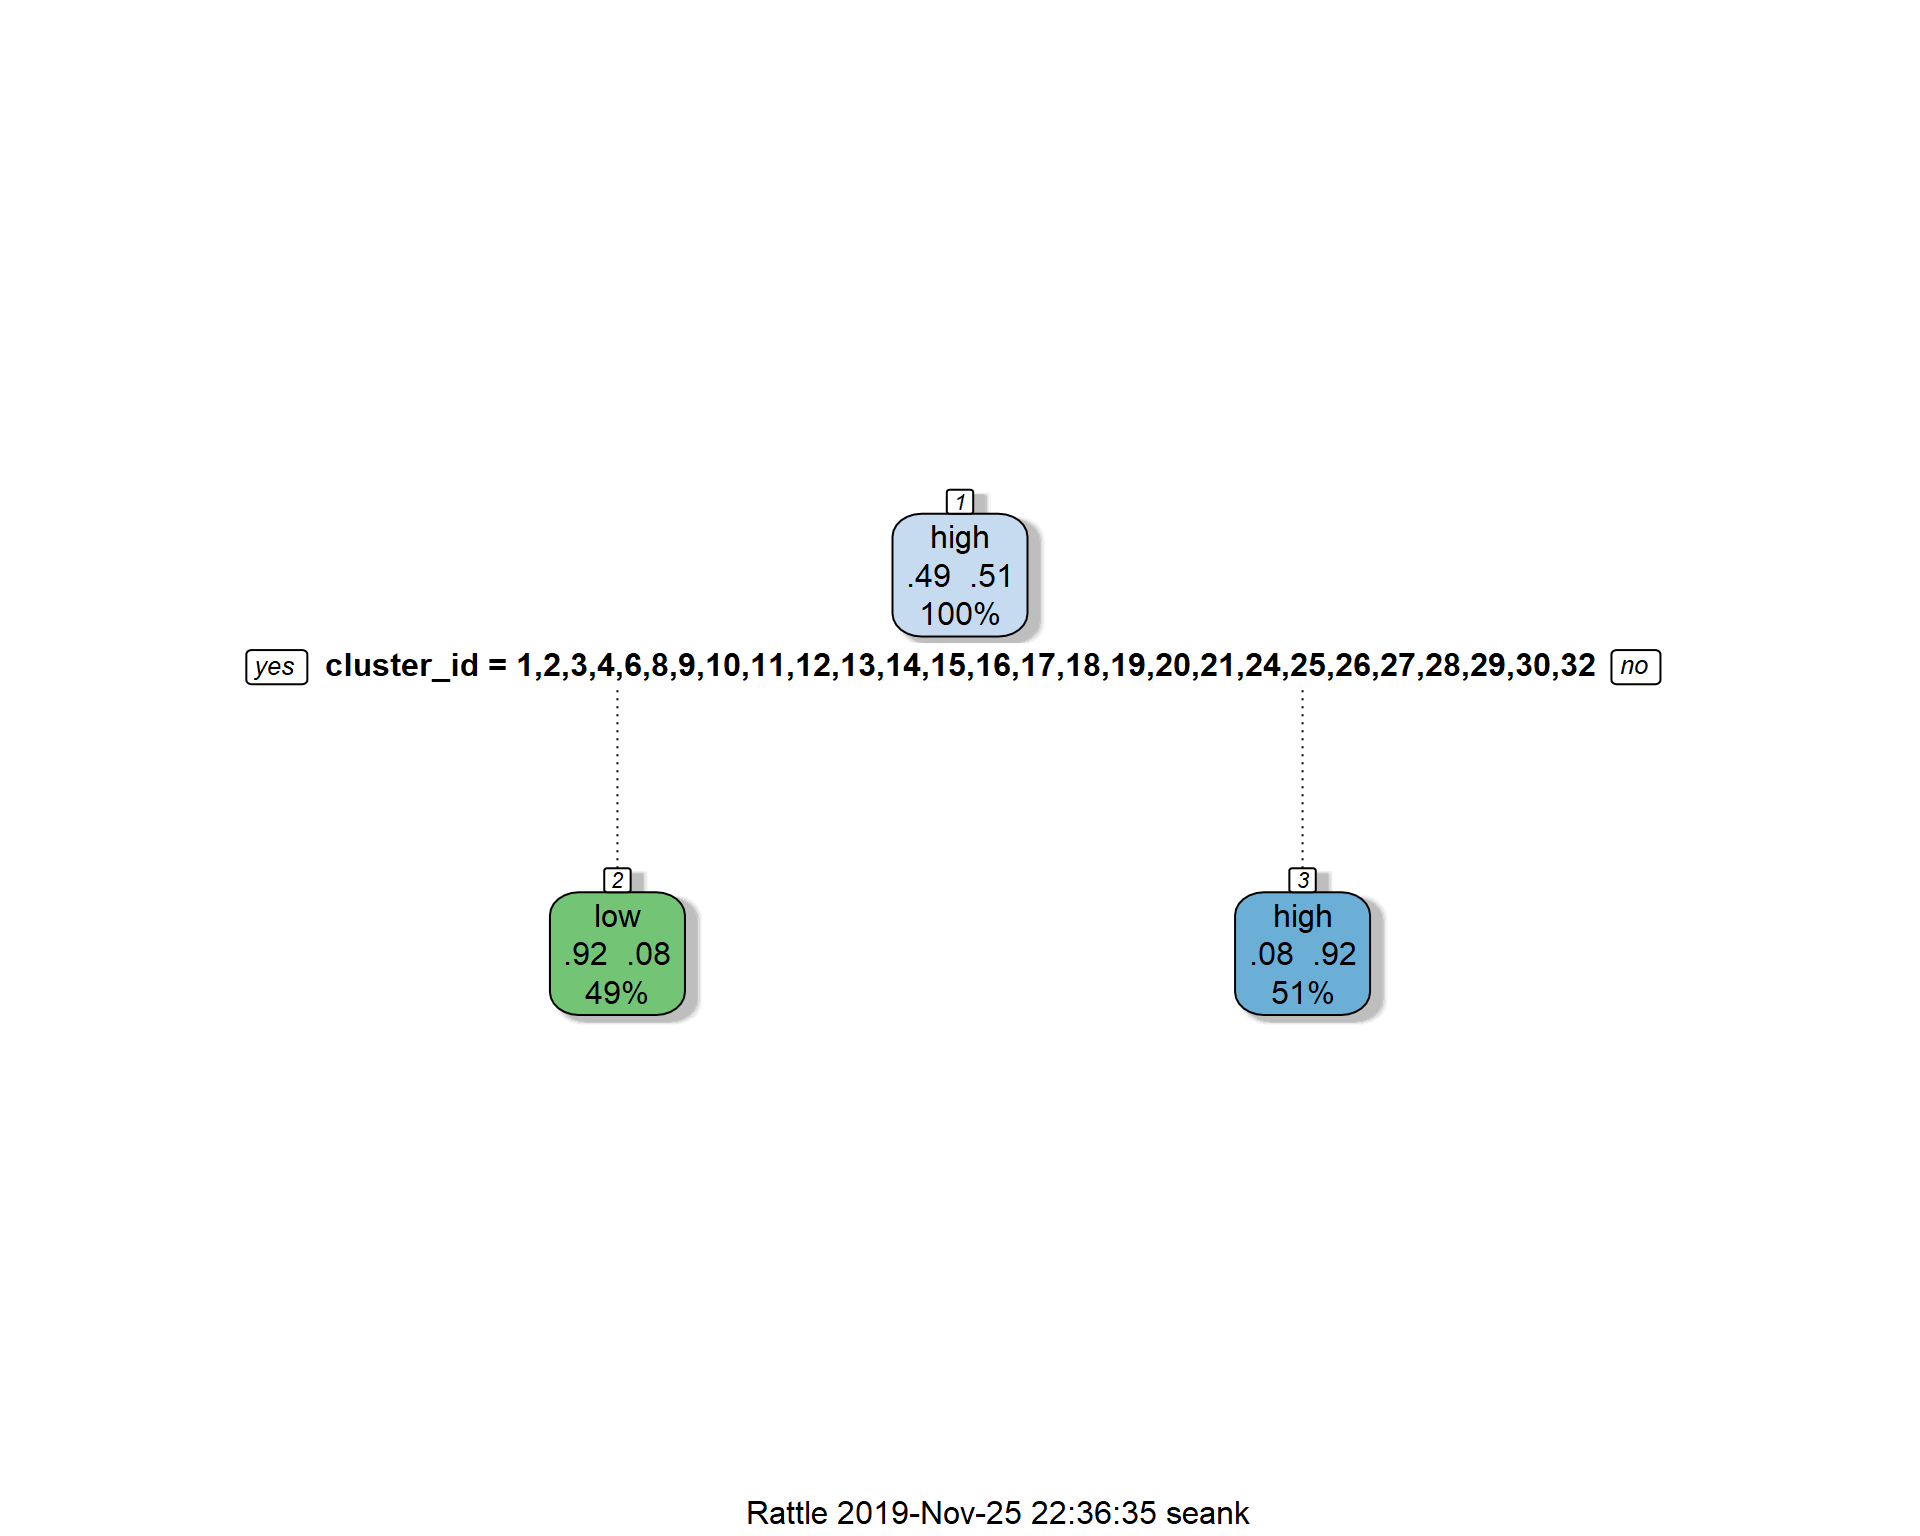 1
high
.49 .51
100%
yes cluster_id = 1,2,3,4,6,8,9,10,11,12,13,14,15,16,17,18,19,20,21,24,25,26,27,28,29,30,32 no
2
low
.92 .08
49%
3
high
.08 .92
51%
Rattle 2019-Nov-25 22:36:35 seank